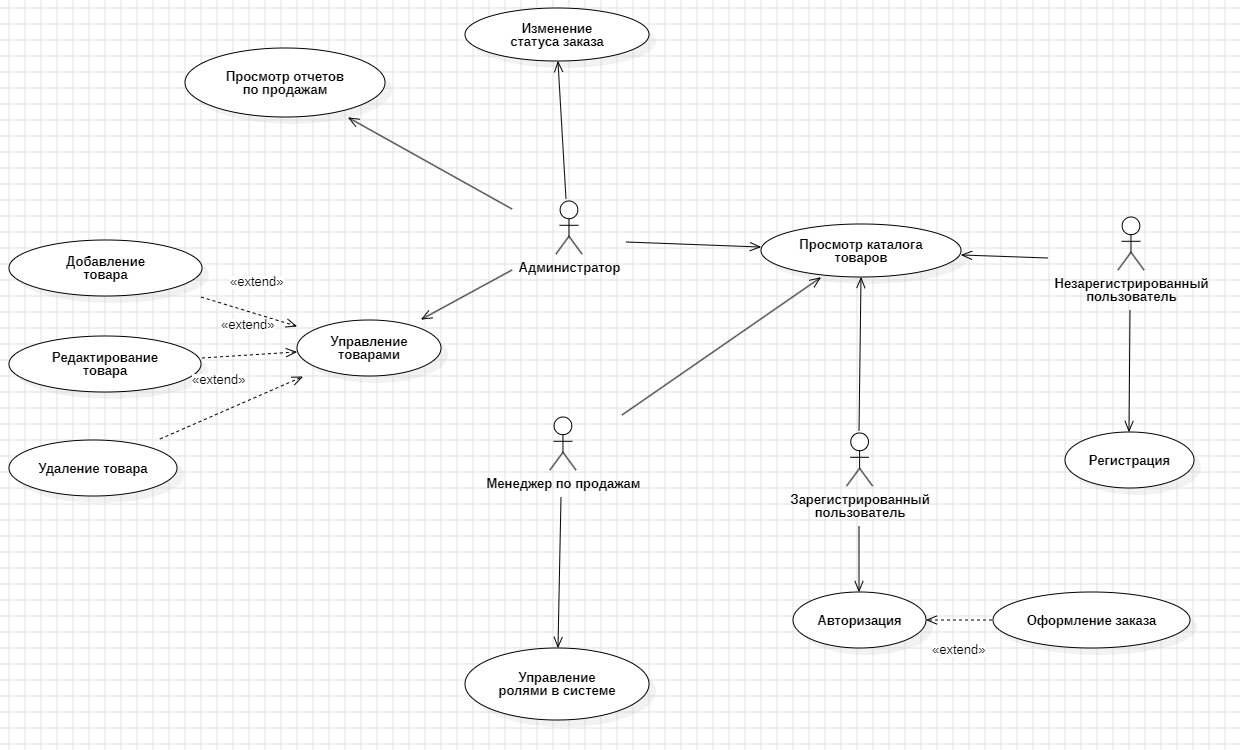 Изменение
статуса заказа
Просмотр отчетов
по продажам
Администратор
Просмотр каталога
товаров
Незарегистрированный
пользователь
Добавление
товара
«extend»
«extend»
Управление
товарами
Редактирование
товара
«extend»
Удаление товара
Менеджер по продажам
Зарегистрированный
пользователь
Регистрация
Авторизация
Оформление заказа
«extend»
Управление
ролями в системе